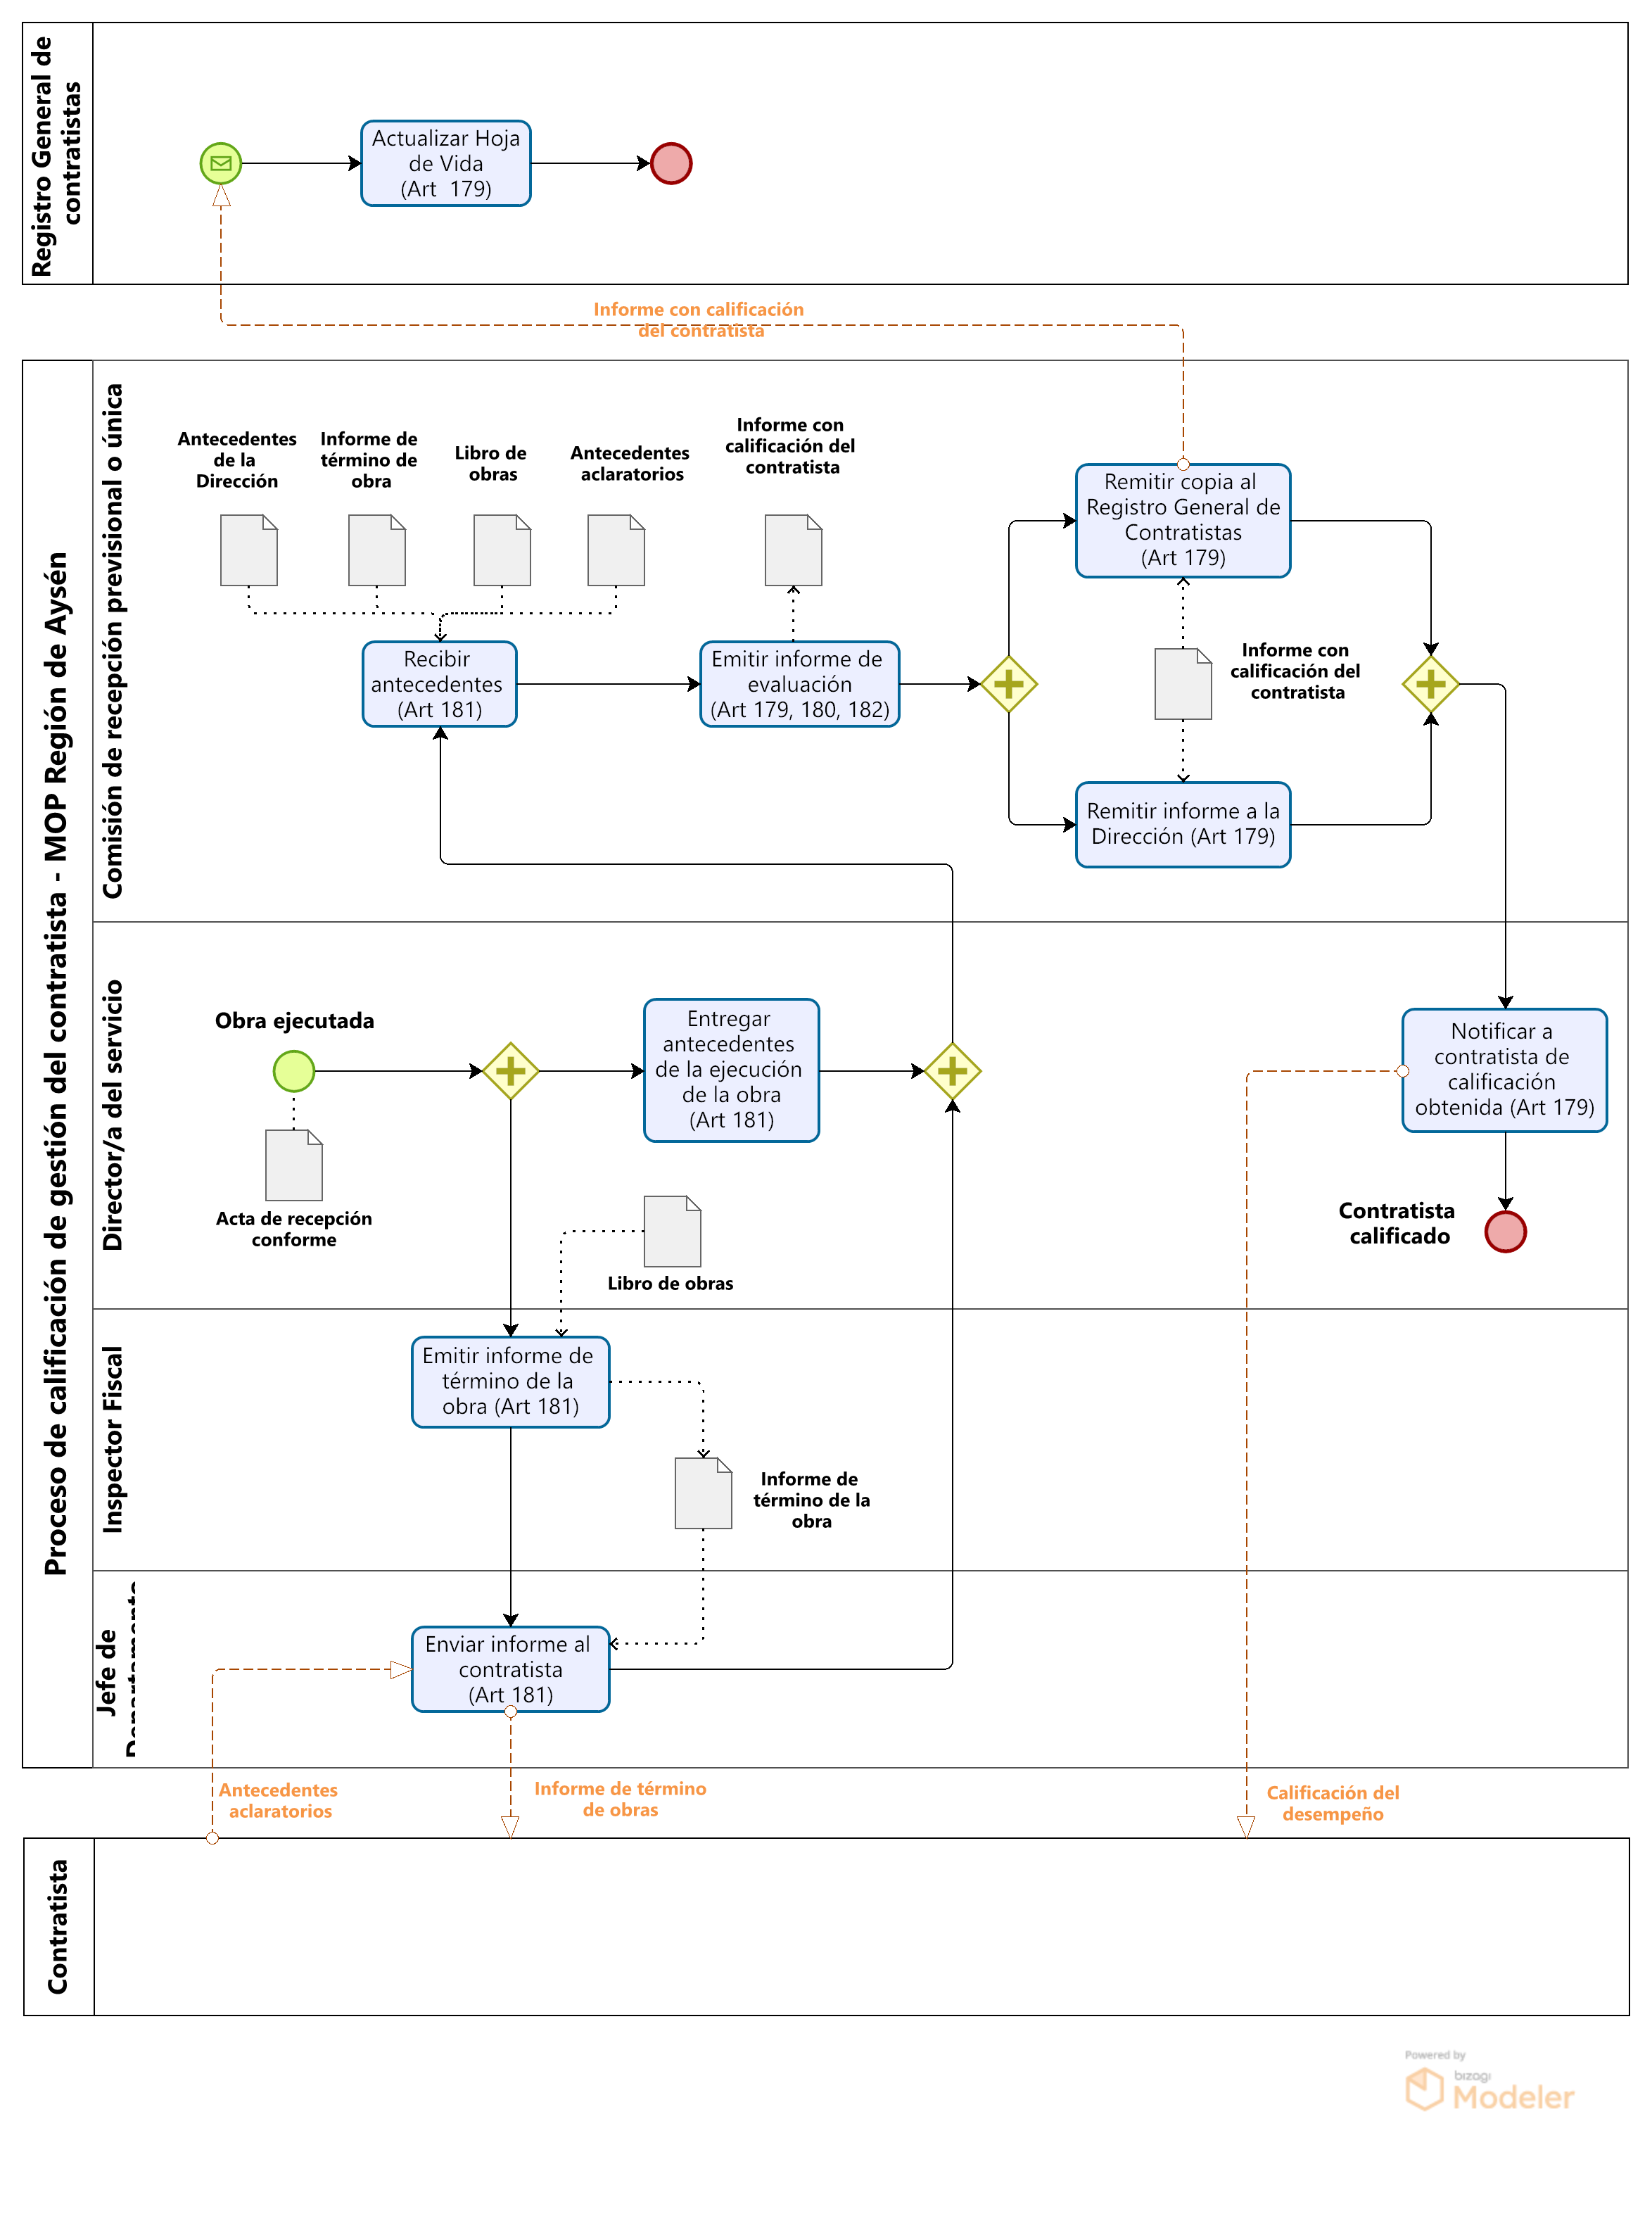 Registro General de
contratistas
Actualizar Hoja
de Vida
(Art 179)
Informe con calificación
del contratista
Proceso de calificación de gestión del contratista - MOP Región de Aysén
Comisión de recepción previsional o única
Antecedentes
de la
Dirección
Informe de
término de
obra
Libro de
obras
Antecedentes
aclaratorios
Informe con
calificación del
contratista
Remitir copia al
Registro General de
Contratistas
(Art 179)
Recibir
antecedentes
(Art 181)
Emitir informe de
evaluación
(Art 179, 180, 182)
Informe con
calificación del
contratista
Remitir informe a la
Dirección (Art 179)
Director/a del servicio
Obra ejecutada
Entregar
antecedentes
de la ejecución
de la obra
(Art 181)
Notificar a
contratista de
calificación
obtenida (Art 179)
Acta de recepción
conforme
Libro de obras
Contratista
calificado
Inspector Fiscal
Emitir informe de
término de la
obra (Art 181)
Informe de
término de la
obra
Jefe de
Departamento
Enviar informe al
contratista
(Art 181)
Antecedentes
aclaratorios
Informe de término
de obras
Calificación del
desempeño
Contratista
Powered by
bizagi
Modeler